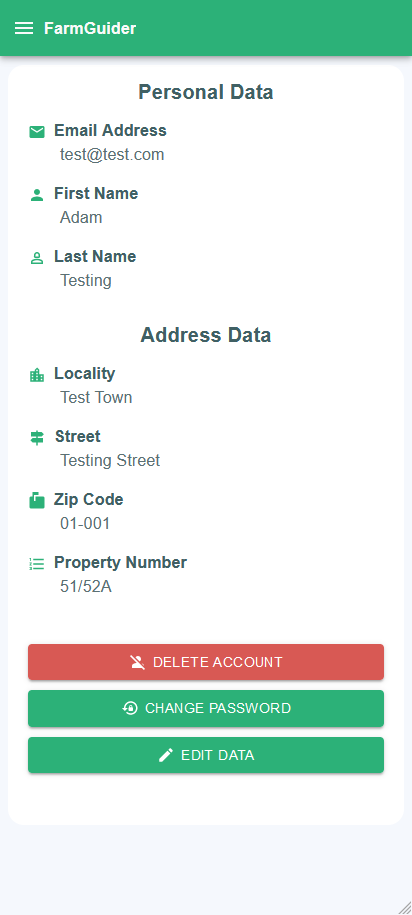 FarmGuider
Personal Data
Email Address
test@test.com
First Name
Adam
Last Name
Testing
Address Data
Locality
Test Town
Street
Testing Street
Zip Code
01-001
Property Number
51/52A
DELETE ACCOUNT
CHANGE PASSWORD
EDIT DATA